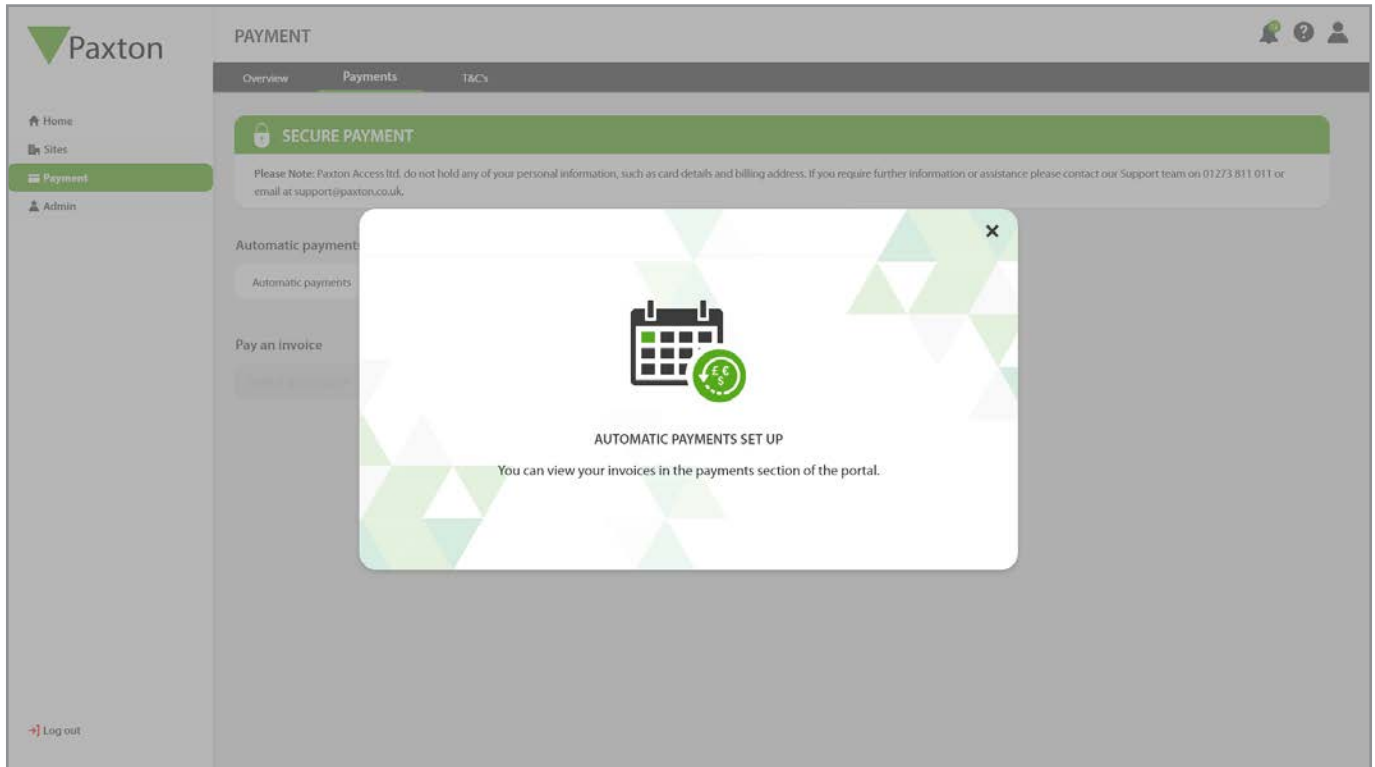 Paxton
PAYMENT
Overview Payments T&C's
Home
Sites
Payment
Admin
SECURE PAYMENT
Please Note: Paxton Access ltd. do not hold any of your personal information, such as card details and billing address. If you require further information or assistance please contact our Support team on 01273 811 011 or
email at support@paxton.co.uk.
Automatic payments
Automatic payments
Pay an invoice
£ €
$
AUTOMATIC PAYMENTS SET UP
You can view your invoices in the payments section of the portal.
Log out